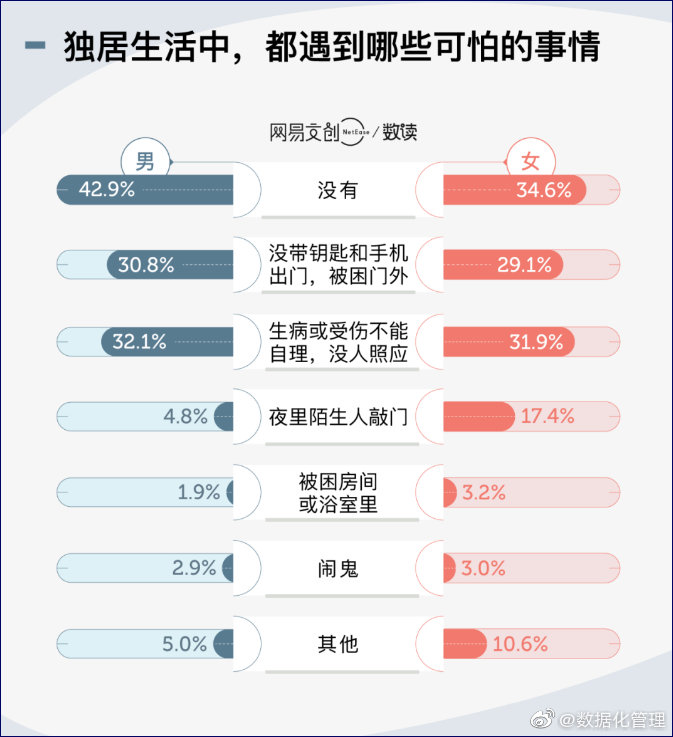 独居生活中，都遇到哪些可怕的事情
网易文创 NetEase / 数读
男
女
42.9%
没有
34.6%
30.8%
没带钥匙和手机
出门，被困门外
29.1%
32.1%
生病或受伤不能
自理，没人照应
31.9%
4.8%
夜里陌生人敲门
17.4%
1.9%
被困房间
或浴室里
3.2%
2.9%
闹鬼
3.0%
5.0%
其他
10.6%
@数据化管理